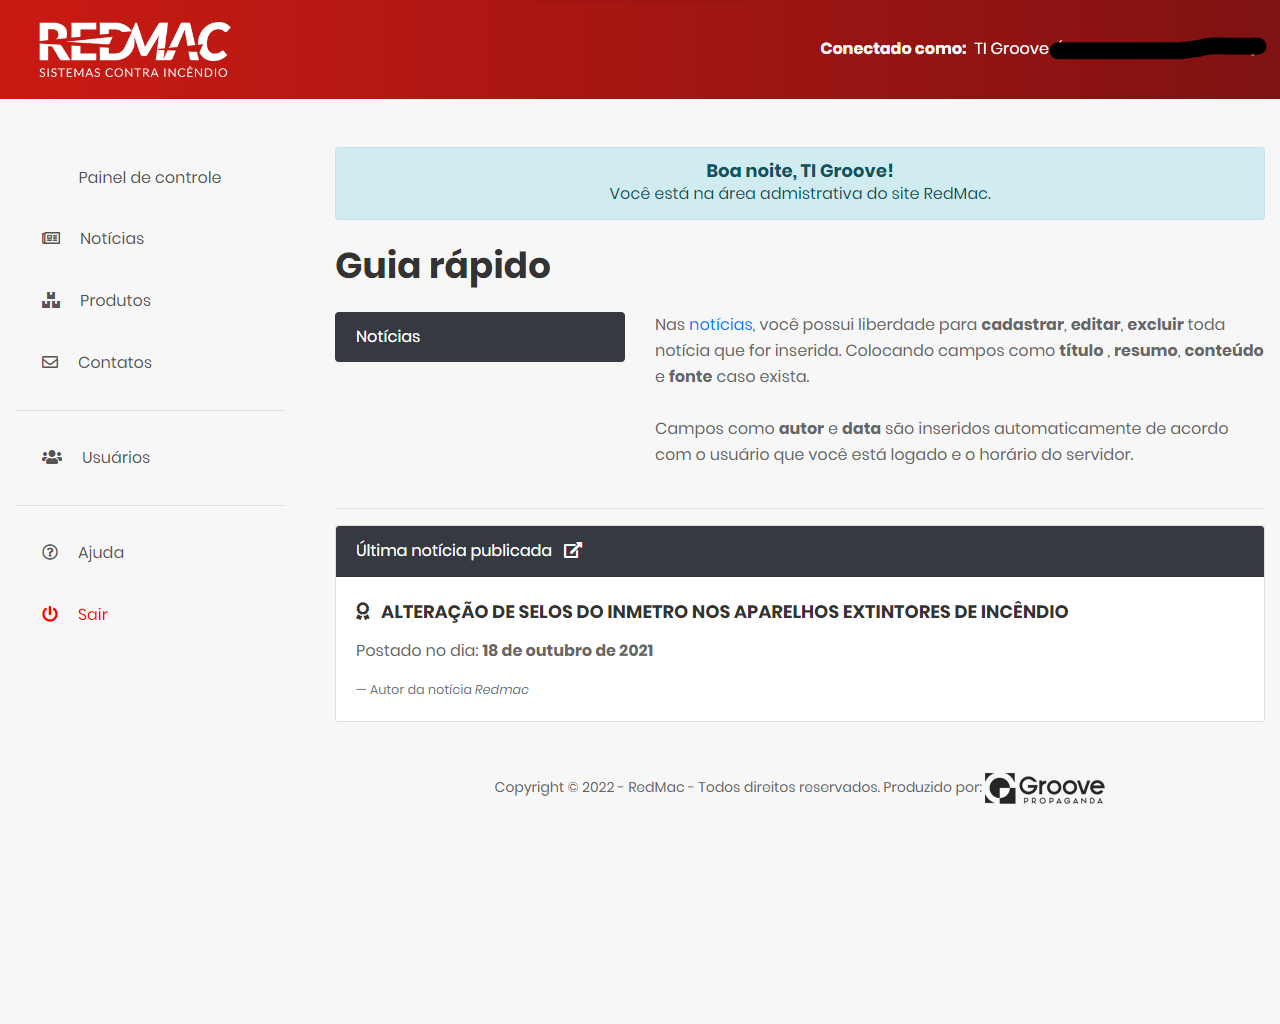 REDMAC
SISTEMAS CONTRA INCÊNDIO
Conectado como: TI Groove
Painel de controle
Notícias
Produtos
Contatos
Usuários
Ajuda
Sair
Boa noite, TI Groove!
Você está na área admistrativa do site RedMac.
Guia rápido
Notícias
Nas notícias, você possui liberdade para cadastrar, editar, excluir toda
notícia que for inserida. Colocando campos como título , resumo, conteúdo
e fonte caso exista.
Campos como autor e data são inseridos automaticamente de acordo
com o usuário que você está logado e o horário do servidor.
Última notícia publicada
ALTERAÇÃO DE SELOS DO INMETRO NOS APARELHOS EXTINTORES DE INCÊNDIO
Postado no dia: 18 de outubro de 2021
— Autor da notícia Redmac
Copyright © 2022 - RedMac - Todos direitos reservados. Produzido por: Groove
PROPAGANDA